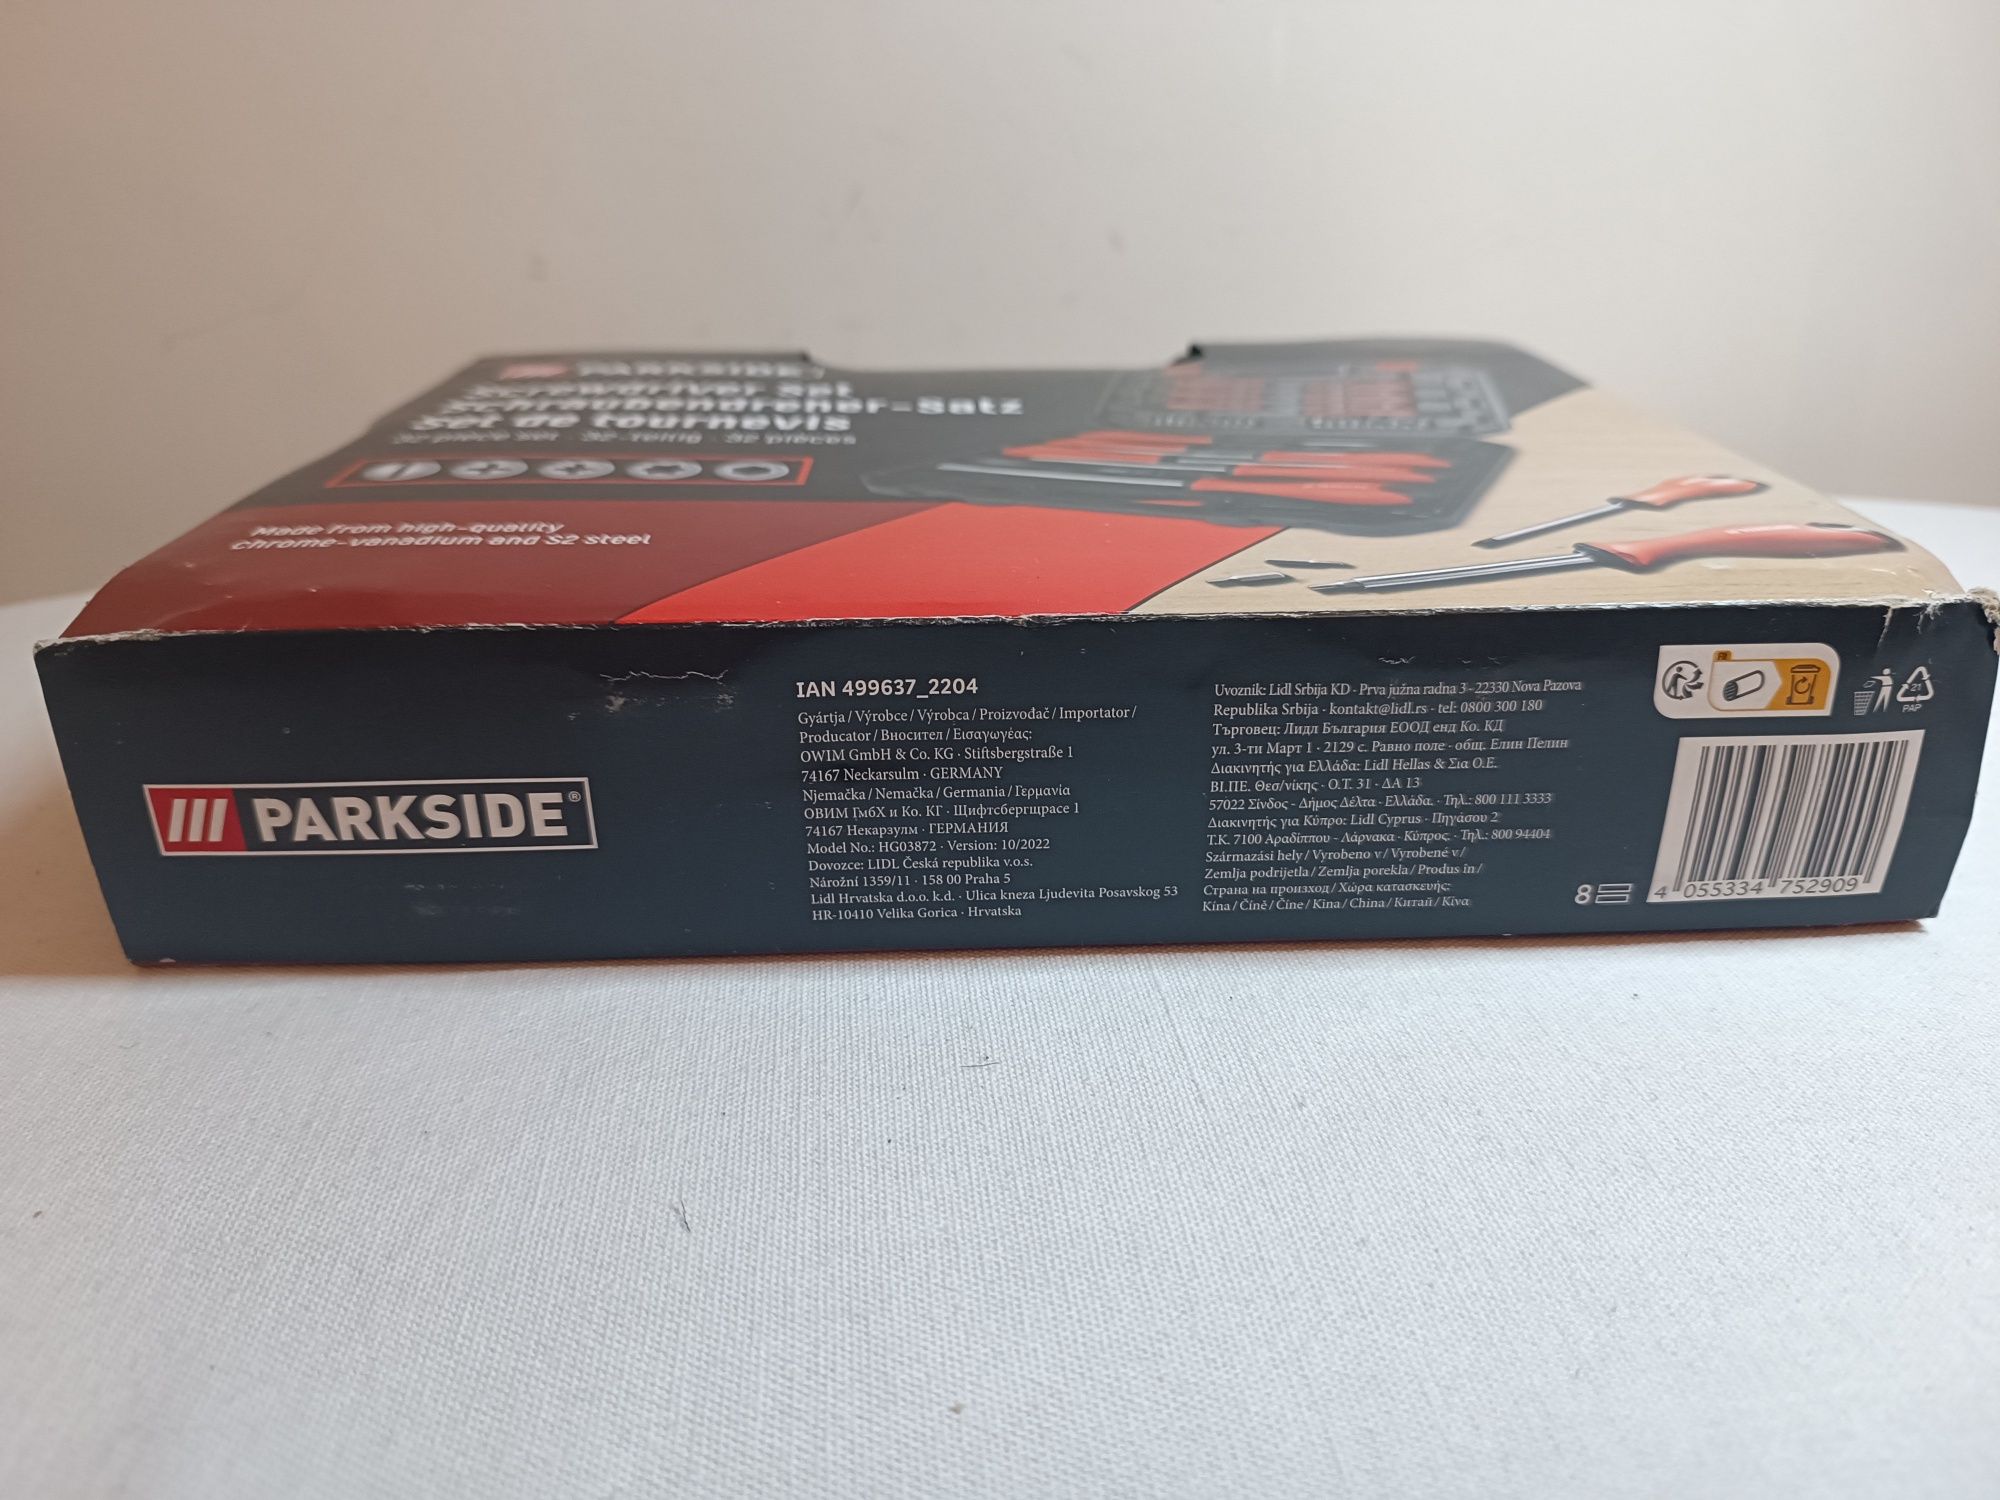 PARKSIDE
Screwdriver Set
Schraubendreher-Satz
Set de tournevis
32 piece set · 32-teilig · 32 pièces
Made from high-quality
chrome-vanadium and S2 steel
PARKSIDE®
IAN 499637_2204
Gyártja / Výrobce / Výrobca / Proizvođač / Importator /
Producator / Вносител / Εισαγωγέας:
OWIM GmbH & Co. KG · Stiftsbergstraße 1
74167 Neckarsulm · GERMANY
Njemačka / Nemačka / Germania / Γερμανία
ОВИМ ГмбХ и Ко. КГ · Щифтсбергщрасе 1
74167 Некарзулм · ГЕРМАНИЯ
Model No.: HG03872 · Version: 10/2022
Dovozce: LIDL Česká republika v.o.s.
Nárožní 1359/11 · 158 00 Praha 5
Lidl Hrvatska d.o.o. k.d. · Ulica kneza Ljudevita Posavskog 53
HR-10410 Velika Gorica · Hrvatska
Uvoznik: Lidl Srbija KD · Prva južna radna 3 - 22330 Nova Pazova
Republika Srbija · kontakt@lidl.rs · tel: 0800 300 180
Търговец: Лидл България ЕООД енд Ко. КД
ул. 3-ти Март 1 · 2129 с. Равно поле · общ. Елин Пелин
Διακινητής για Ελλάδα: Lidl Hellas & Σια Ο.Ε.
ΒΙ.ΠΕ. Θεσ/νίκης · Ο.Τ. 31 · ΔΑ 13
57022 Σίνδος - Δήμος Δέλτα · Ελλάδα. · Τηλ.: 800 111 3333
Διακινητής για Κύπρο: Lidl Cyprus · Πηγάσου 2
Τ.Κ. 7100 Αραδίππου - Λάρνακα · Κύπρος. · Τηλ.: 800 94404
Származási hely / Vyrobeno v / Vyrobené v /
Zemlja podrijetla / Zemlja porekla / Produs în /
Страна на произход / Χώρα κατασκευής:
Kína / Číně / Číne / Kina / China / Китай / Κίνα
FR
21
PAP
8
4 055334 752909